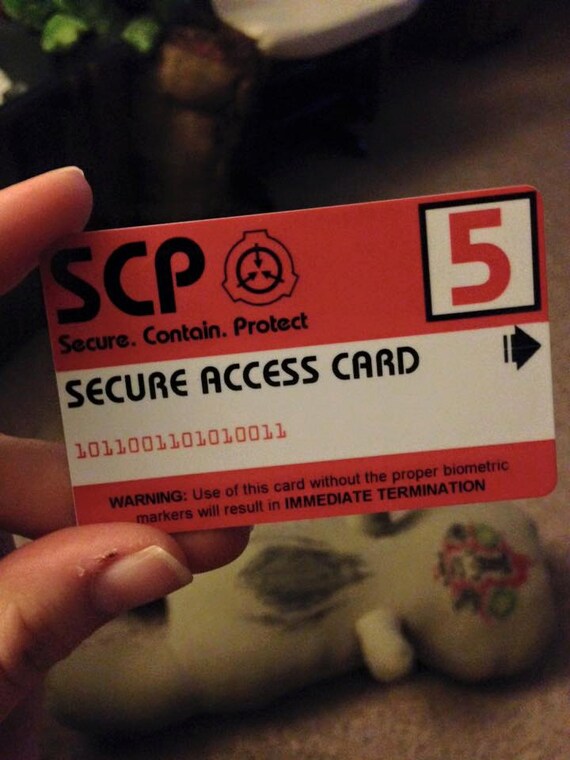 SCP
5
Secure. Contain. Protect
SECURE ACCESS CARD
1011001101010011
WARNING: Use of this card without the proper biometric
markers will result in IMMEDIATE TERMINATION